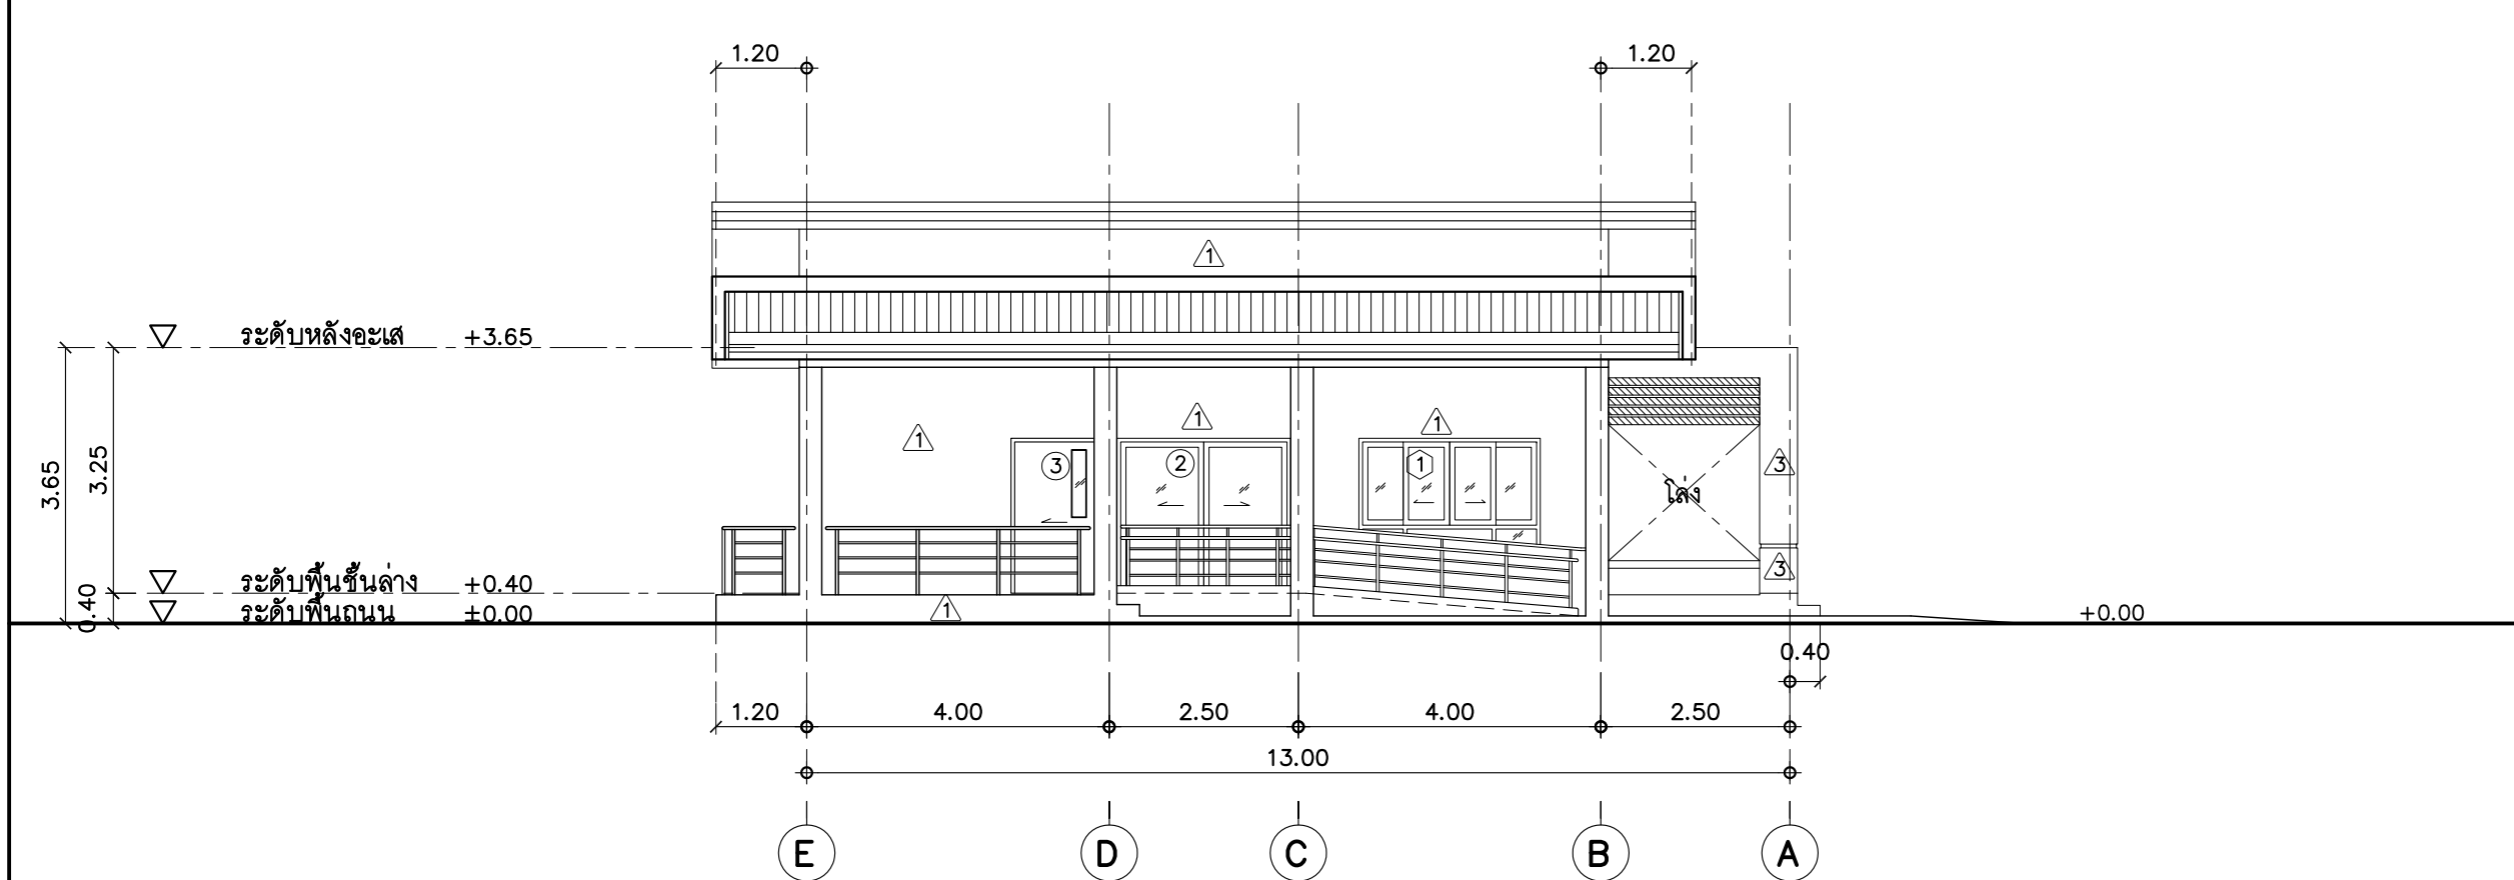 1.20 1.20
1
ระดับหลังอะเส +3.65
1 1 1
3 2 1 3
3.65 3.25
โล่ง
3
ระดับพื้นชั้นล่าง +0.40
0.40 ระดับพื้นถนน ±0.00 1 +0.00
0.40
1.20 4.00 2.50 4.00 2.50
13.00
E D C B A